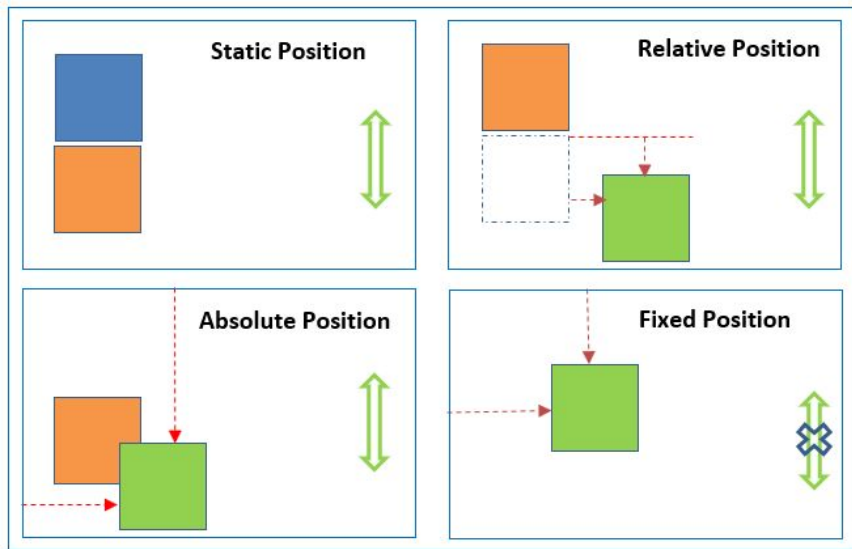 Static Position
Relative Position
Absolute Position
Fixed Position